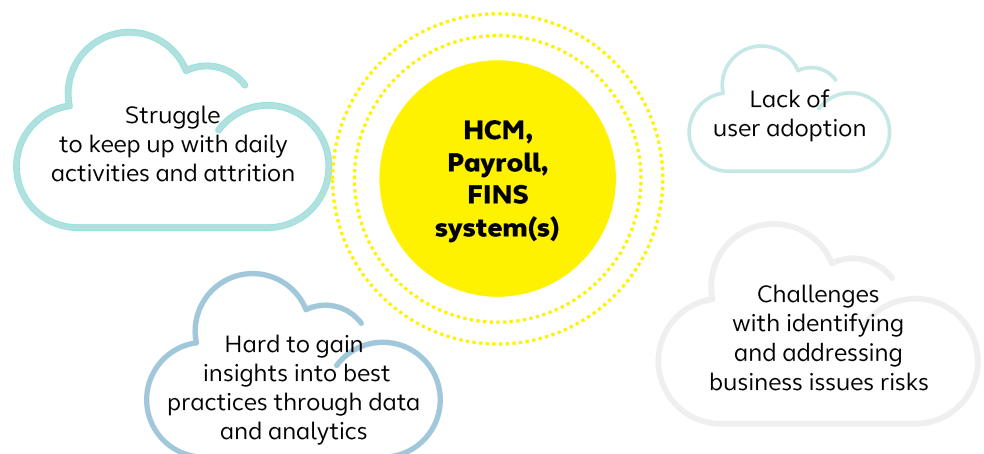 Struggle
to keep up with daily
activities and attrition
HCM,
Payroll,
FINS
system(s)
Lack of
user adoption
Hard to gain
insights into best
practices through data
and analytics
Challenges
with identifying
and addressing
business issues risks